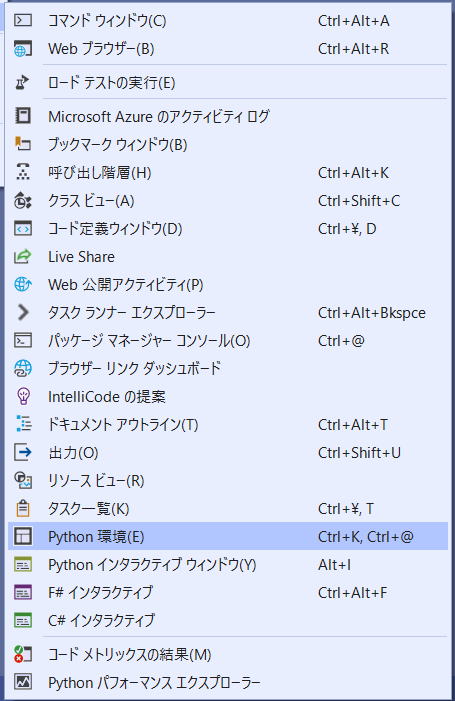 コマンド ウィンドウ(C) Ctrl+Alt+A
Web ブラウザー(B) Ctrl+Alt+R
ロード テストの実行(E)
Microsoft Azure のアクティビティ ログ
ブックマーク ウィンドウ(B)
呼び出し階層(H) Ctrl+Alt+K
クラス ビュー(A) Ctrl+Shift+C
コード定義ウィンドウ(D) Ctrl+¥, D
Live Share
Web 公開アクティビティ(P)
タスク ランナー エクスプローラー Ctrl+Alt+Bkspce
パッケージ マネージャー コンソール(O) Ctrl+@
ブラウザー リンク ダッシュボード
IntelliCode の提案
ドキュメント アウトライン(T) Ctrl+Alt+T
出力(O) Ctrl+Shift+U
リソース ビュー(R)
タスク一覧(K) Ctrl+¥, T
Python 環境(E) Ctrl+K, Ctrl+@
Python インタラクティブ ウィンドウ(Y) Alt+I
F# インタラクティブ Ctrl+Alt+F
C# インタラクティブ
コード メトリックスの結果(M)
Python パフォーマンス エクスプローラー